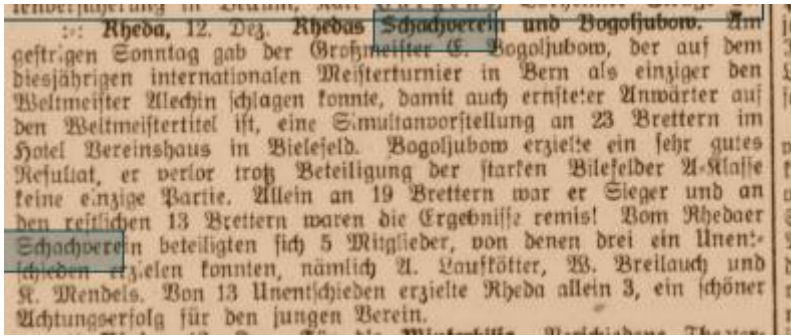 :-: Rheda, 12. Dez. Rhedas Schachverein und Bogoljubow. Am
gestrigen Sonntag gab der Großmeister E. Bogoljubow, der auf dem
diesjährigen internationalen Meisterturnier in Bern als einziger den
Weltmeister Alechin schlagen konnte, damit auch ernster Anwärter auf
den Weltmeistertitel ist, eine Simultanvorstellung an 23 Brettern im
Hotel Vereinshaus in Bielefeld. Bogoljubow erzielte ein sehr gutes
Resultat, er verlor trotz Beteiligung der starken Bilefelder A-Klasse
keine einzige Partie. Allein an 19 Brettern war er Sieger und an
den restlichen 13 Brettern waren die Ergebnisse remis! Vom Rhedaer
Schachverein beteiligten sich 5 Mitglieder, von denen drei ein Unent-
schieden erzielen konnten, nämlich A. Laufkötter, W. Breilauch und
K. Mendels. Von 13 Unentschieden erzielte Rheda allein 3, ein schöner
Achtungserfolg für den jungen Verein.